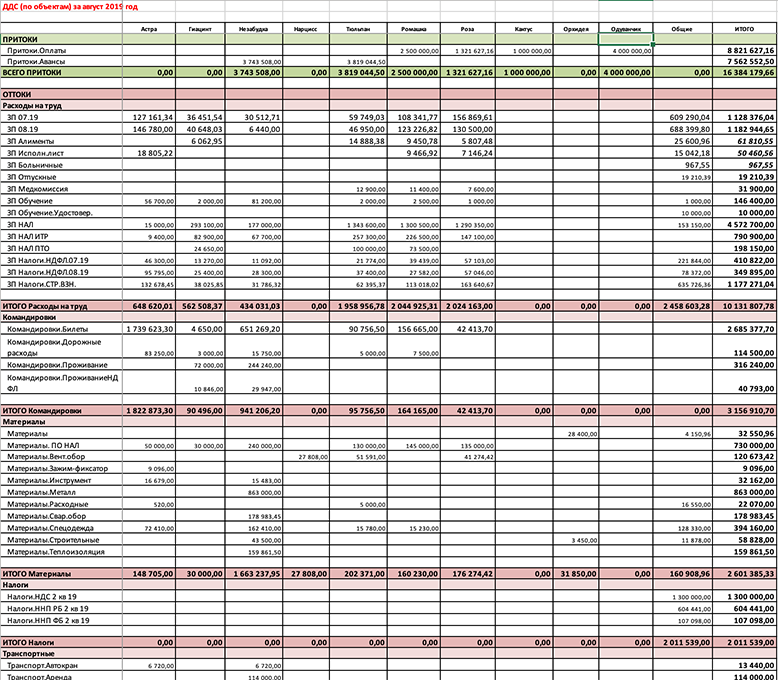 ДДС (по объектам) за август 2019 год
Астра Гиацинт Незабудка Нарцисс Тюльпан Ромашка Роза Кактус Орхидея Одуванчик Общие ИТОГО
ПРИТОКИ
Притоки.Оплаты 2 500 000,00 1 321 627,16 1 000 000,00 4 000 000,00 8 821 627,16
Притоки.Авансы 3 743 508,00 3 819 044,50 7 562 552,50
ВСЕГО ПРИТОКИ 0,00 0,00 3 743 508,00 0,00 3 819 044,50 2 500 000,00 1 321 627,16 1 000 000,00 0,00 4 000 000,00 0,00 16 384 179,66
ОТТОКИ
Расходы на труд
ЗП 07.19 127 161,34 36 451,54 30 512,71 59 749,03 108 341,77 156 869,61 609 290,04 1 128 376,04
ЗП 08.19 146 780,00 40 648,03 6 440,00 46 950,00 123 226,82 130 500,00 688 399,80 1 182 944,65
ЗП Алименты 6 062,95 14 888,38 9 450,78 5 807,48 25 600,96 61 810,55
ЗП Исполн.лист 18 805,22 9 466,92 7 146,24 15 042,18 50 460,56
ЗП Больничные 967,55 967,55
ЗП Отпускные 19 210,39 19 210,39
ЗП Медкомиссия 12 900,00 11 400,00 7 600,00 31 900,00
ЗП Обучение 56 700,00 2 000,00 81 200,00 2 000,00 2 500,00 1 000,00 1 000,00 146 400,00
ЗП Обучение.Удостовер. 10 000,00 10 000,00
ЗП НАЛ 15 000,00 293 100,00 177 000,00 1 343 600,00 1 300 500,00 1 290 350,00 153 150,00 4 572 700,00
ЗП НАЛ ИТР 9 400,00 82 900,00 67 700,00 257 300,00 226 500,00 147 100,00 790 900,00
ЗП НАЛ ПТО 24 650,00 100 000,00 73 500,00 198 150,00
ЗП Налоги.НДФЛ.07.19 46 300,00 13 270,00 11 092,00 21 774,00 39 439,00 57 103,00 221 844,00 410 822,00
ЗП Налоги.НДФЛ.08.19 95 795,00 25 400,00 28 300,00 37 400,00 27 582,00 57 046,00 78 372,00 349 895,00
ЗП Налоги.СТР.ВЗН. 132 678,45 38 025,85 31 786,32 62 395,37 113 018,02 163 640,67 635 726,36 1 177 271,04
ИТОГО Расходы на труд 648 620,01 562 508,37 434 031,03 0,00 1 958 956,78 2 044 925,31 2 024 163,00 0,00 0,00 0,00 2 458 603,28 10 131 807,78
Командировки
Командировки.Билеты 1 739 623,30 4 650,00 651 269,20 90 756,50 156 665,00 42 413,70 2 685 377,70
Командировки.Дорожные
расходы 83 250,00 3 000,00 15 750,00 5 000,00 7 500,00 114 500,00
Командировки.Проживание 72 000,00 244 240,00 316 240,00
Командировки.ПроживаниеНД
ФЛ 10 846,00 29 947,00 40 793,00
ИТОГО Командировки 1 822 873,30 90 496,00 941 206,20 0,00 95 756,50 164 165,00 42 413,70 0,00 0,00 0,00 0,00 3 156 910,70
Материалы
Материалы 28 400,00 4 150,96 32 550,96
Материалы. ПО НАЛ 50 000,00 30 000,00 240 000,00 130 000,00 145 000,00 135 000,00 730 000,00
Материалы.Вент.обор 27 808,00 51 591,00 41 274,42 120 673,42
Материалы.Зажим-фиксатор 9 096,00 9 096,00
Материалы.Инструмент 16 679,00 15 483,00 32 162,00
Материалы.Металл 863 000,00 863 000,00
Материалы.Расходные 520,00 5 000,00 16 550,00 22 070,00
Материалы.Свар.обор 178 983,45 178 983,45
Материалы.Спецодежда 72 410,00 162 410,00 15 780,00 15 230,00 128 330,00 394 160,00
Материалы.Строительные 43 500,00 3 450,00 11 878,00 58 828,00
Материалы.Теплоизоляция 159 861,50 159 861,50
ИТОГО Материалы 148 705,00 30 000,00 1 663 237,95 27 808,00 202 371,00 160 230,00 176 274,42 0,00 31 850,00 0,00 160 908,96 2 601 385,33
Налоги
Налоги.НДС 2 кв 19 1 300 000,00 1 300 000,00
Налоги.ННП РБ 2 кв 19 604 441,00 604 441,00
Налоги.ННП ФБ 2 кв 19 107 098,00 107 098,00
ИТОГО Налоги 0,00 0,00 0,00 0,00 0,00 0,00 0,00 0,00 0,00 0,00 2 011 539,00 2 011 539,00
Транспортные
Транспорт.Автокран 6 720,00 6 720,00 13 440,00
Транспорт.Аренда 114 000,00 114 000,00